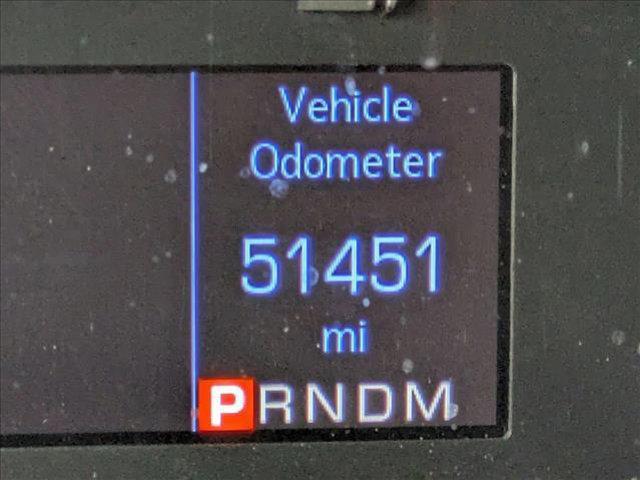 Vehicle
Odometer
51451
mi
PRNDM